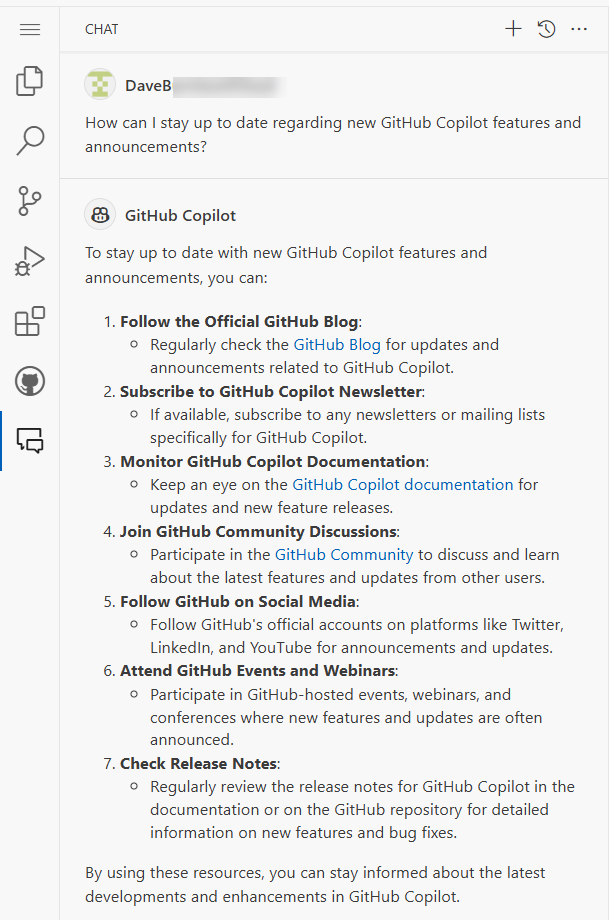 CHAT
DaveB
How can I stay up to date regarding new GitHub Copilot features and
announcements?
GitHub Copilot
To stay up to date with new GitHub Copilot features and
announcements, you can:
1. Follow the Official GitHub Blog:
Regularly check the GitHub Blog for updates and
announcements related to GitHub Copilot.
2. Subscribe to GitHub Copilot Newsletter:
If available, subscribe to any newsletters or mailing lists
specifically for GitHub Copilot.
3. Monitor GitHub Copilot Documentation:
Keep an eye on the GitHub Copilot documentation for
updates and new feature releases.
4. Join GitHub Community Discussions:
Participate in the GitHub Community to discuss and learn
about the latest features and updates from other users.
5. Follow GitHub on Social Media:
Follow GitHub's official accounts on platforms like Twitter,
LinkedIn, and YouTube for announcements and updates.
6. Attend GitHub Events and Webinars:
Participate in GitHub-hosted events, webinars, and
conferences where new features and updates are often
announced.
7. Check Release Notes:
Regularly review the release notes for GitHub Copilot in the
documentation or on the GitHub repository for detailed
information on new features and bug fixes.
By using these resources, you can stay informed about the latest
developments and enhancements in GitHub Copilot.